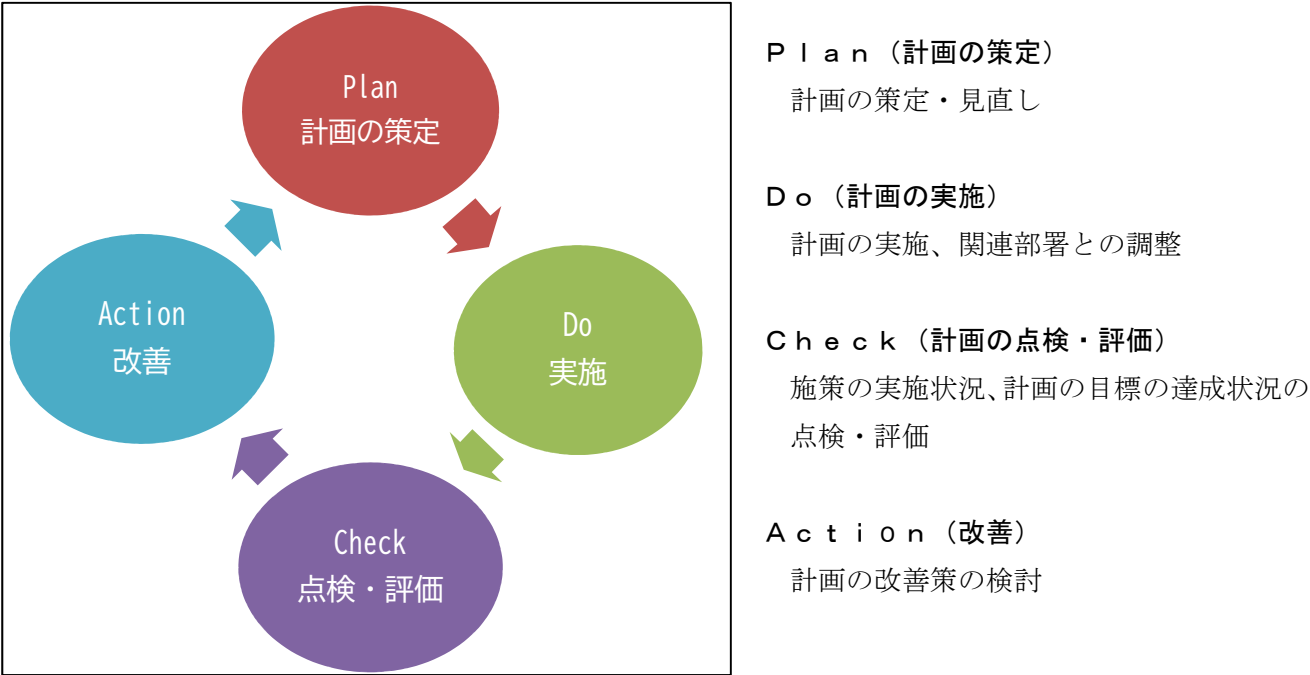 Plan
計画の策定
Do
実施
Check
点検・評価
Action
改善
Ｐｌａｎ（計画の策定）
計画の策定・見直し
Ｄｏ（計画の実施）
計画の実施、関連部署との調整
Ｃｈｅｃｋ（計画の点検・評価）
施策の実施状況、計画の目標の達成状況の
点検・評価
Ａｃｔｉｏｎ（改善）
計画の改善策の検討